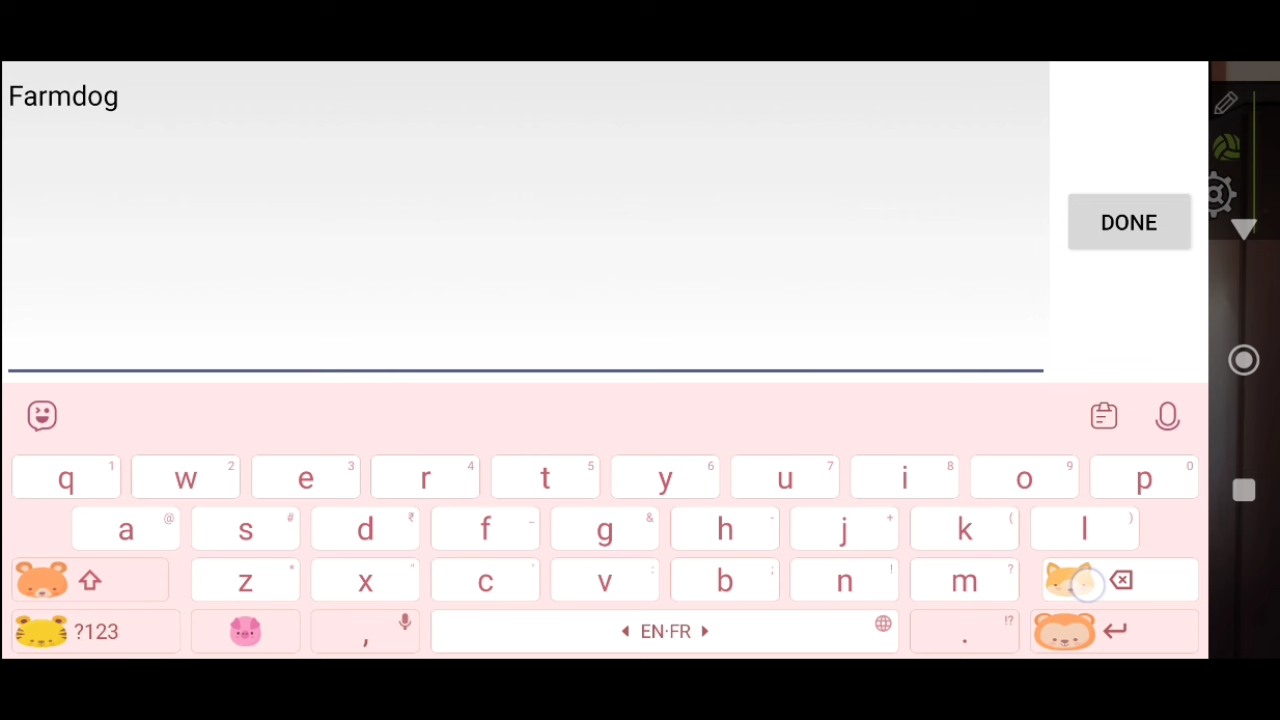 Farmdog
DONE
q 1 w 2 e 3 r 4 t 5 y 6 u 7 i 8 o 9 p 0
a @ s # d ₹ f _ g & h - j + k ( l )
z * x " c ' v : b ; n ! m ?
?123 , EN·FR . !?